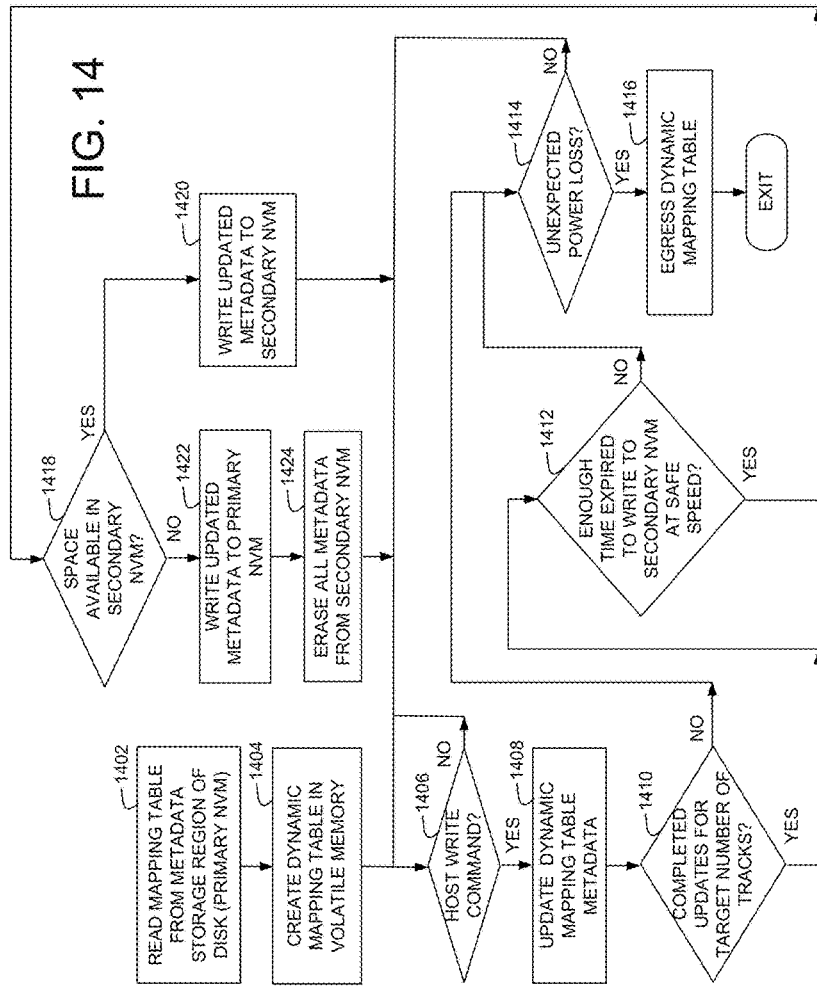 FIG. 14
1402
READ MAPPING TABLE
FROM METADATA
STORAGE REGION OF
DISK (PRIMARY NVM)
1404
CREATE DYNAMIC
MAPPING TABLE IN
VOLATILE MEMORY
1406
HOST WRITE
COMMAND?
NO
YES
1408
UPDATE DYNAMIC
MAPPING TABLE
METADATA
1410
COMPLETED
UPDATES FOR
TARGET NUMBER OF
TRACKS?
NO
YES
1412
ENOUGH
TIME EXPIRED
TO WRITE TO
SECONDARY NVM
AT SAFE
SPEED?
NO
YES
1414
UNEXPECTED
POWER LOSS?
NO
YES
1416
EGRESS DYNAMIC
MAPPING TABLE
EXIT
1418
SPACE
AVAILABLE IN
SECONDARY
NVM?
YES
NO
1420
WRITE UPDATED
METADATA TO
SECONDARY NVM
1422
WRITE UPDATED
METADATA TO PRIMARY
NVM
1424
ERASE ALL METADATA
FROM SECONDARY NVM